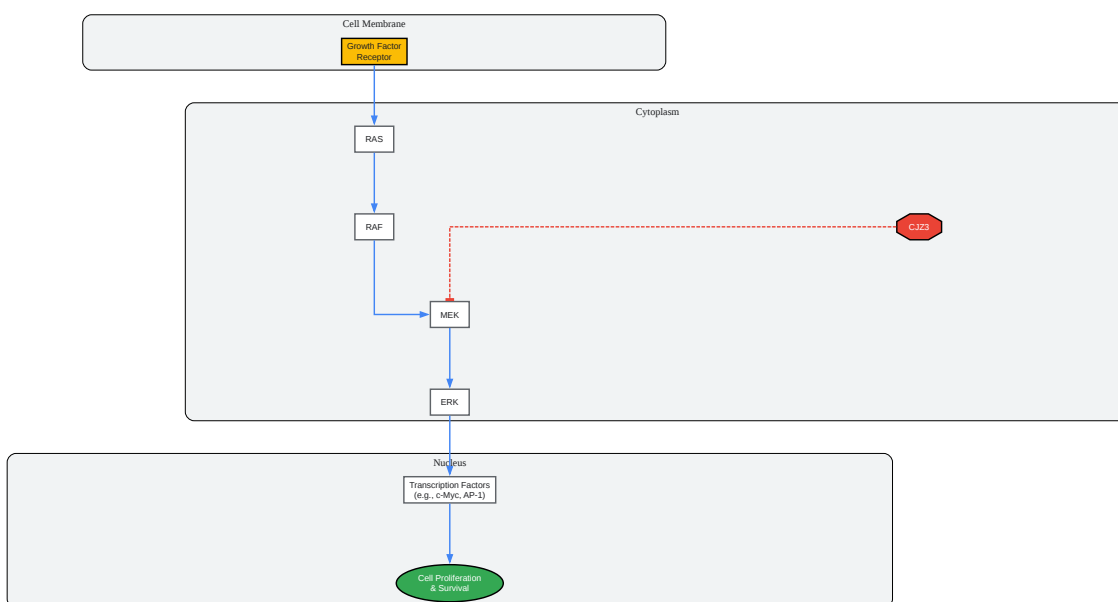 Cell Membrane
Growth Factor
Receptor
Cytoplasm
RAS
RAF
CJZ3
MEK
ERK
Nucleus
Transcription Factors
(e.g., c-Myc, AP-1)
Cell Proliferation
& Survival